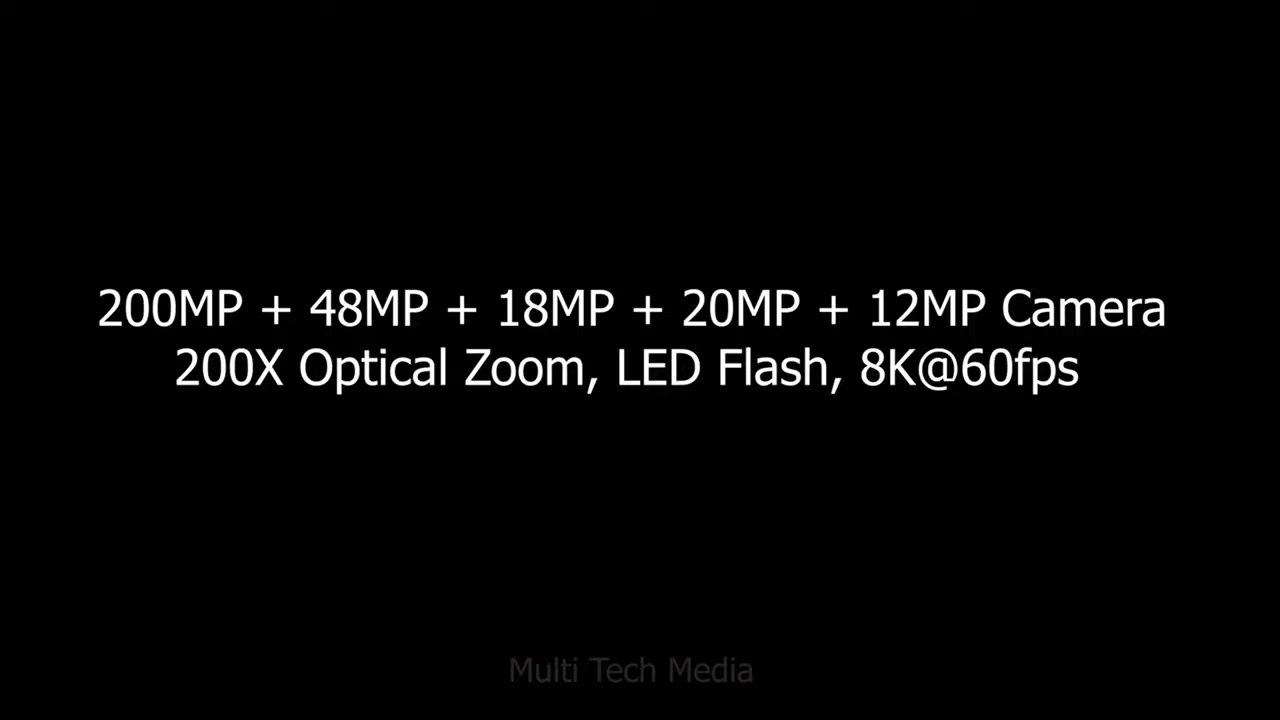 200MP + 48MP + 18MP + 20MP + 12MP Camera
200X Optical Zoom, LED Flash, 8K@60fps
Multi Tech Media